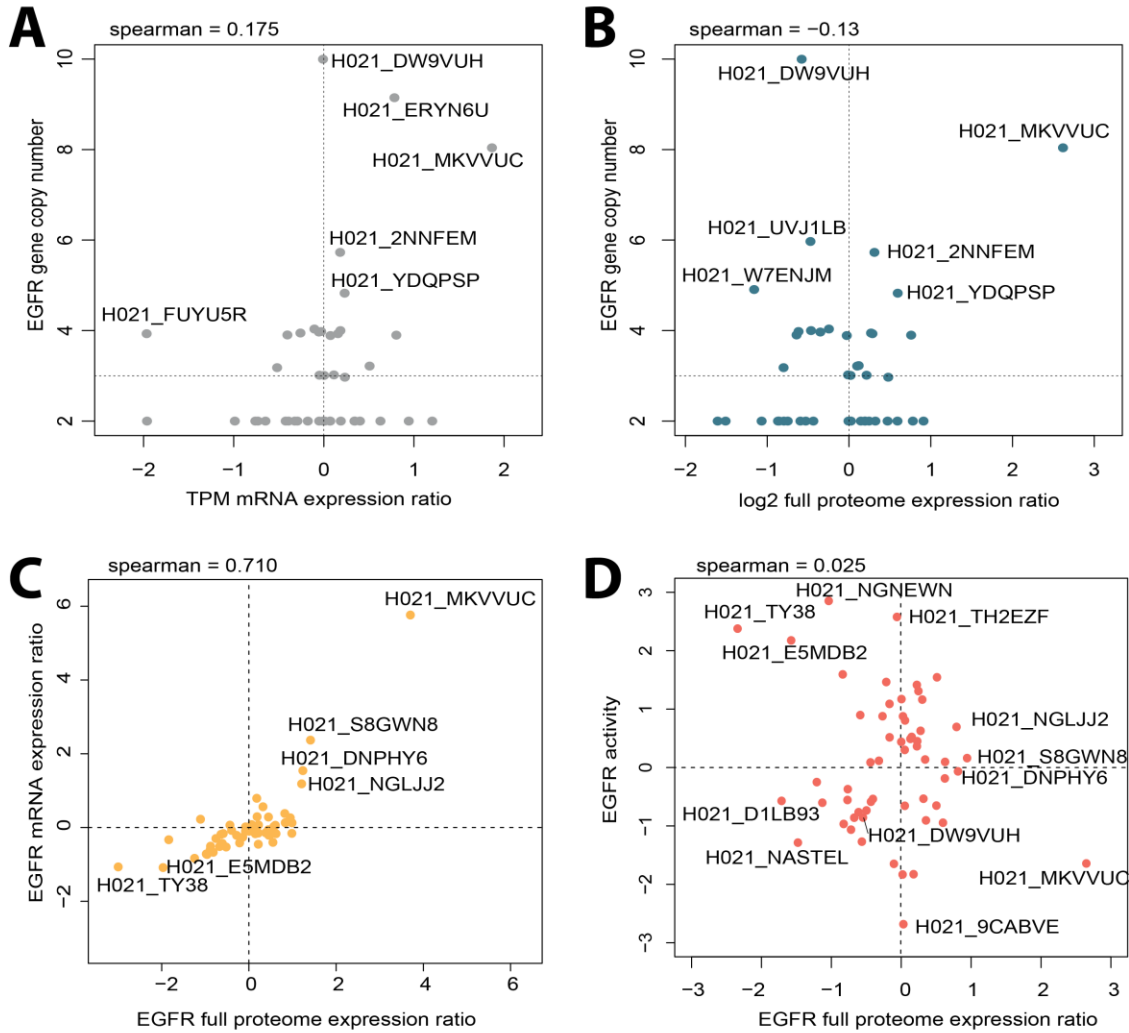 A
spearman = 0.175
EGFR gene copy number
10
8
6
4
2
H021_DW9VUH
H021_ERYN6U
H021_MKVVUC
H021_2NNFEM
H021_YDQPSP
H021_FUYU5R
−2 −1 0 1 2
TPM mRNA expression ratio
B
spearman = −0.13
EGFR gene copy number
10
8
6
4
2
H021_DW9VUH
H021_MKVVUC
H021_UVJ1LB
H021_2NNFEM
H021_W7ENJM
H021_YDQPSP
−2 −1 0 1 2 3
log2 full proteome expression ratio
C
spearman = 0.710
EGFR mRNA expression ratio
6
4
2
0
−2
H021_MKVVUC
H021_S8GWN8
H021_DNPHY6
H021_NGLJJ2
H021_E5MDB2
H021_TY38
−2 0 2 4 6
EGFR full proteome expression ratio
D
spearman = 0.025
EGFR activity
3
2
1
0
−1
−2
−3
H021_NGNEWN
H021_TY38
H021_TH2EZF
H021_E5MDB2
H021_NGLJJ2
H021_S8GWN8
H021_DNPHY6
H021_D1LB93
H021_DW9VUH
H021_NASTEL
H021_MKVVUC
H021_9CABVE
−3 −2 −1 0 1 2 3
EGFR full proteome expression ratio